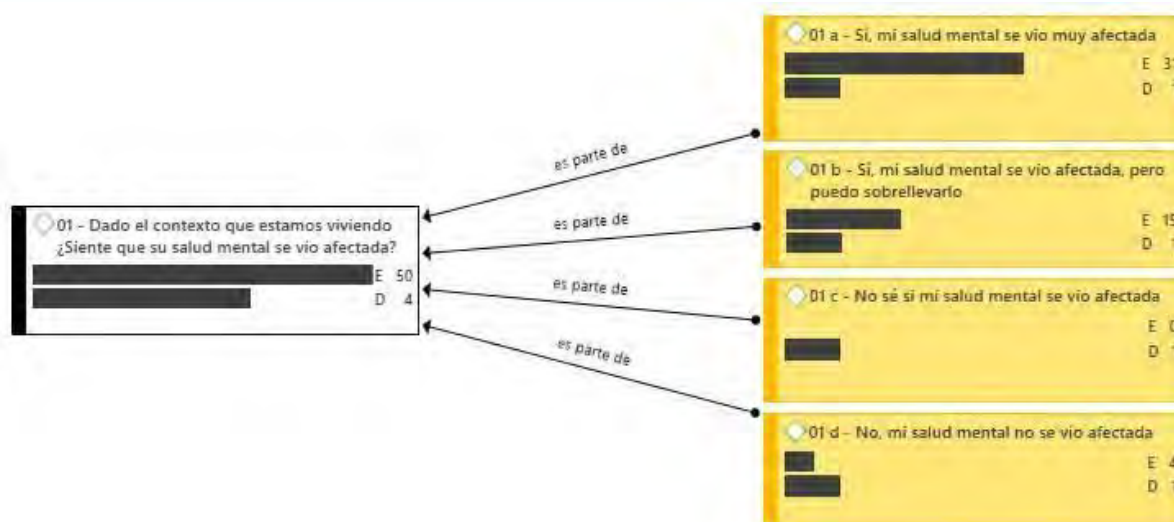 01 - Dado el contexto que estamos viviendo
¿Siente que su salud mental se vio afectada?
E 50
D 4
es parte de
es parte de
es parte de
es parte de
01 a - Sí, mi salud mental se vio muy afectada
E
D
01 b - Sí, mi salud mental se vio afectada, pero
puedo sobrellevarlo
E
D
01 c - No sé si mi salud mental se vio afectada
E
D
01 d - No, mi salud mental no se vio afectada
E
D